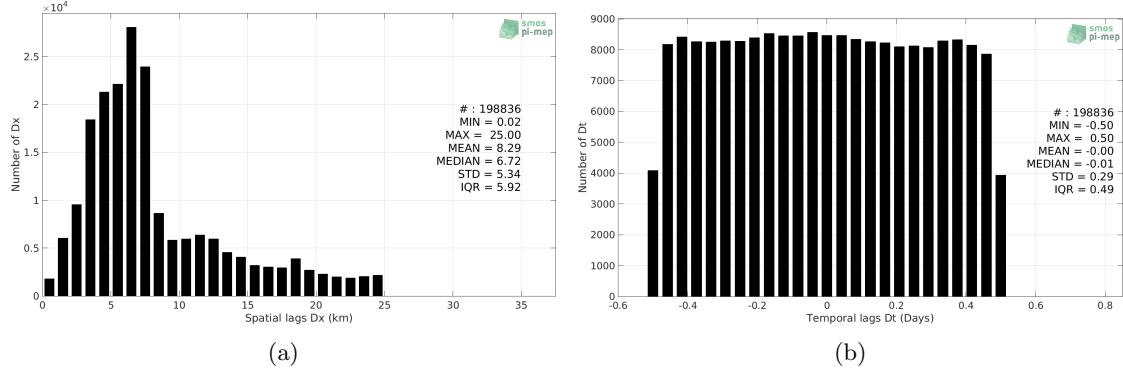 ×10⁴
2.5
2
1.5
1
0.5
0
0 5 10 15 20 25 30 35
Number of Dx
Spatial lags Dx (km)
smos
pi-mep
# : 198836
MIN = 0.02
MAX = 25.00
MEAN = 8.29
MEDIAN = 6.72
STD = 5.34
IQR = 5.92
(a)
9000
8000
7000
6000
5000
4000
3000
2000
1000
0
-0.6 -0.4 -0.2 0 0.2 0.4 0.6 0.8
Number of Dt
Temporal lags Dt (Days)
smos
pi-mep
# : 198836
MIN = -0.50
MAX = 0.50
MEAN = -0.00
MEDIAN = -0.01
STD = 0.29
IQR = 0.49
(b)